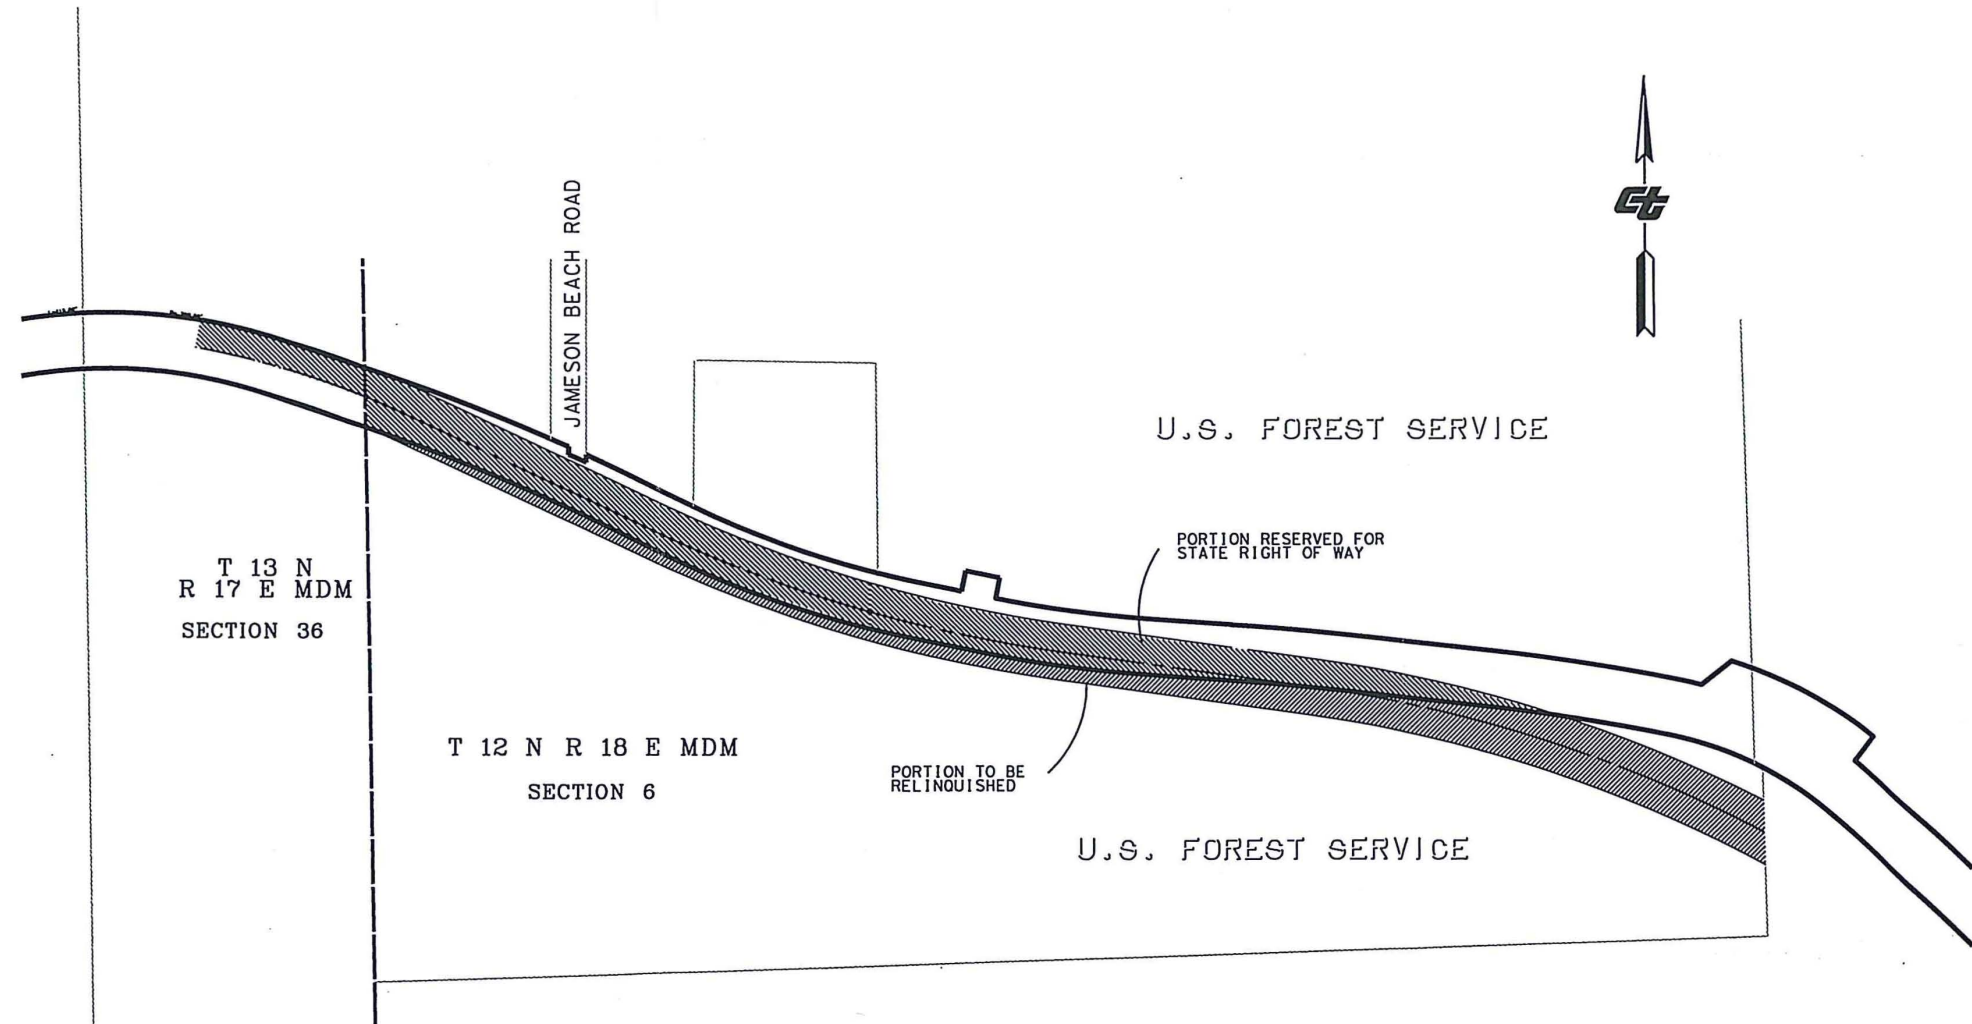 JAMESON BEACH ROAD
ct
U.S. FOREST SERVICE
PORTION RESERVED FOR
STATE RIGHT OF WAY
T 13 N
R 17 E MDM
SECTION 36
T 12 N R 18 E MDM
SECTION 6
PORTION TO BE
RELINQUISHED
U.S. FOREST SERVICE